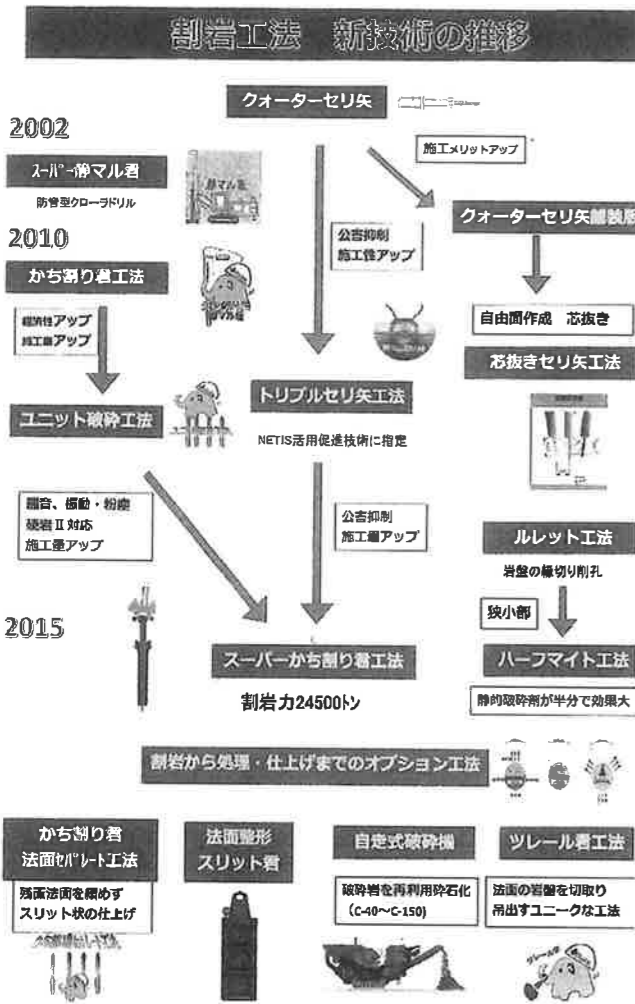 割岩工法 新技術の推移
クォーターセリ矢
2002
施工メリットアップ
スーパー静マル君
防音型クローラドリル
静マル君
クォーターセリ矢
2010
公害抑制
施工性アップ
かち割り君工法
経済性アップ
施工量アップ
自由面作成 芯抜き
芯抜きセリ矢工法
トリプルセリ矢工法
ユニット破砕工法
NETIS活用促進技術に指定
騒音、振動・粉塵
硬岩Ⅱ対応
施工量アップ
公害抑制
施工量アップ
ルレット工法
岩盤の縁切り削孔
2015
狭小部
スーパーかち割り君工法
ハーフマイト工法
割岩力24500トン
静的破砕剤が半分で効果大
割岩から処理・仕上げまでのオプション工法
かち割り君
法面セパレート工法
法面整形
スリット君
自走式破砕機
ツレール君工法
残面法面を緩めず
スリット状の仕上げ
破砕岩を再利用砕石化
(C-40～C-150)
法面の岩盤を切取り
吊出すユニークな工法
ツレール君